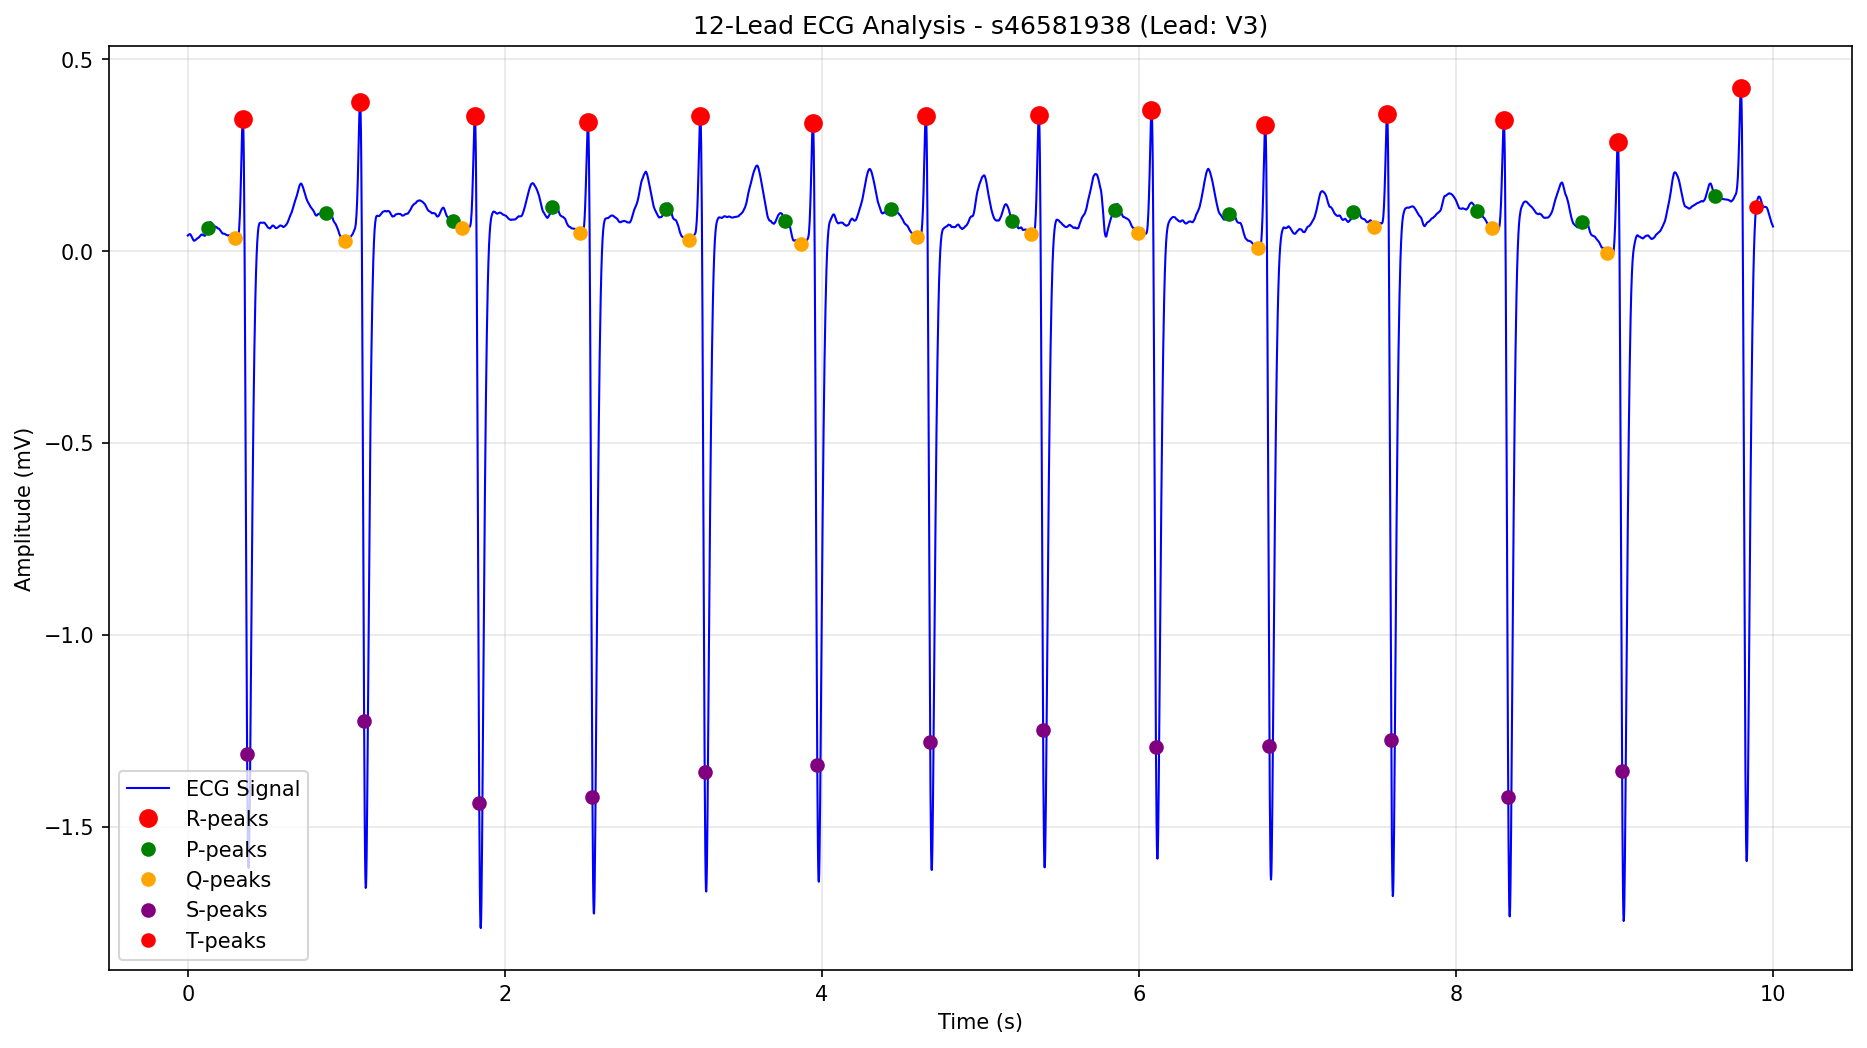 12-Lead ECG Analysis - s46581938 (Lead: V3)
Amplitude (mV)
0.5
0.0
−0.5
−1.0
−1.5
ECG Signal
R-peaks
P-peaks
Q-peaks
S-peaks
T-peaks
0 2 4 6 8 10
Time (s)